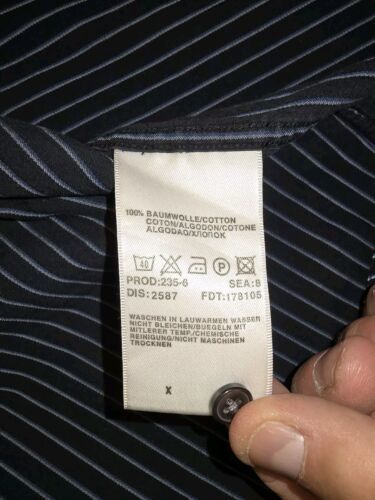 100% BAUMWOLLE/COTTON
COTON/ALGODON/COTONE
ALGODAO/ХЛОПОК
40 P
PROD:235-6 SEA:8
DIS:2587 FDT:178105
WASCHEN IN LAUWARMEN WASSER
NICHT BLEICHEN/BUEGELN MIT
MITLERER TEMP./CHEMISCHE
REINIGUNG/NICHT MASCHINEN
TROCKNEN
X